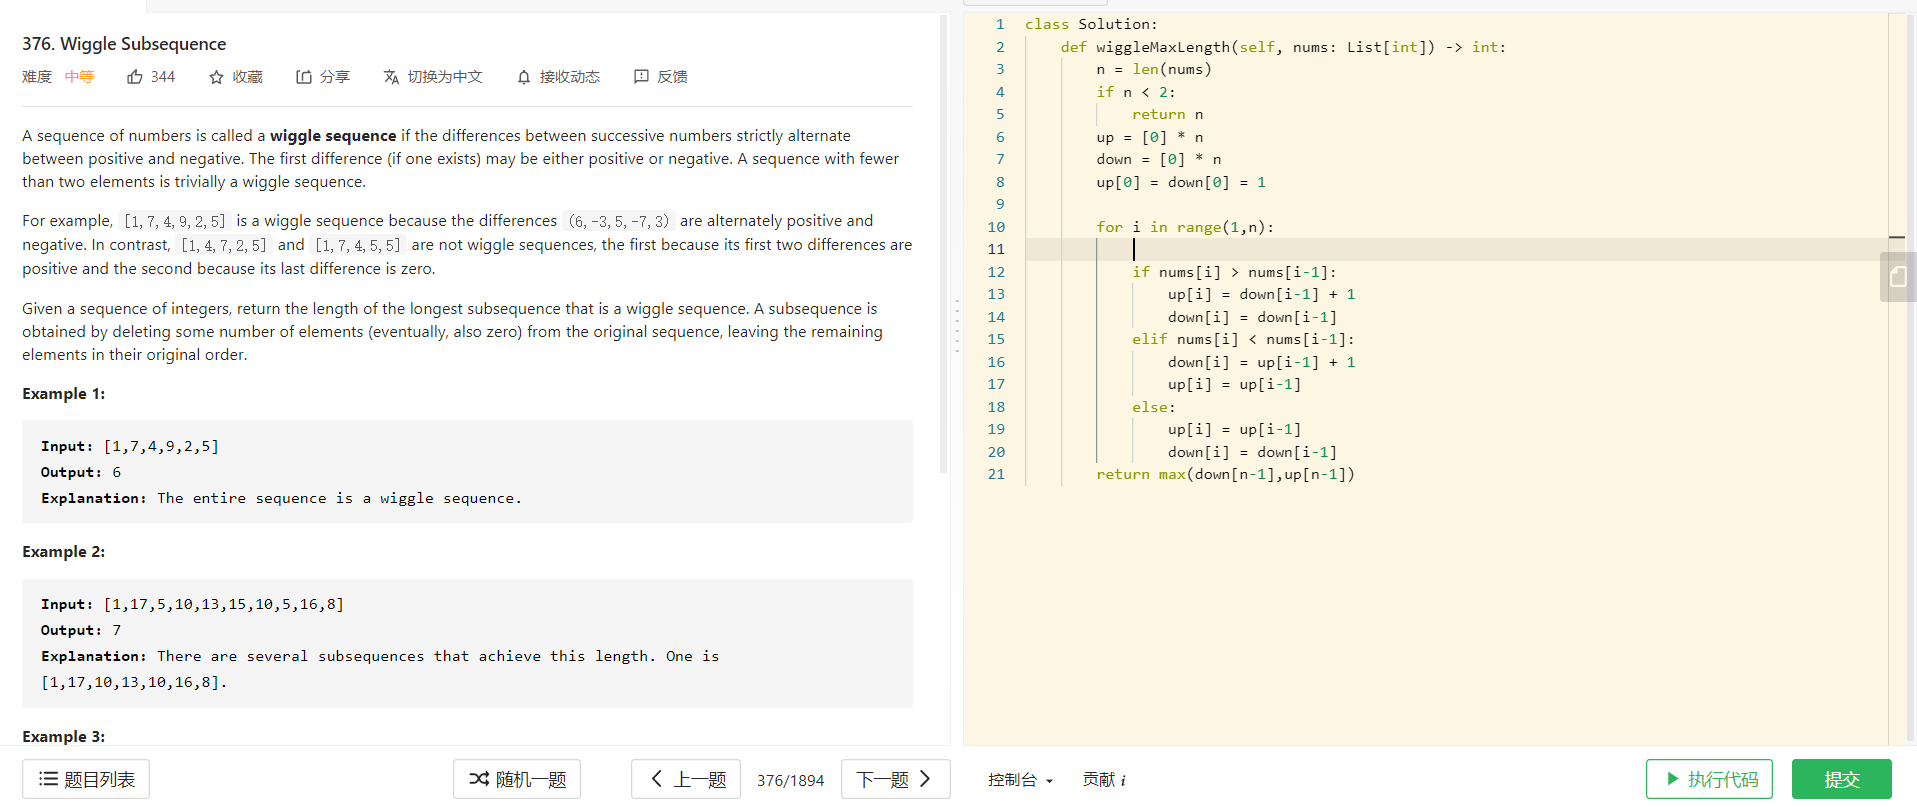 376. Wiggle Subsequence
难度 中等 344 收藏 分享 切换为中文 接收动态 反馈
A sequence of numbers is called a wiggle sequence if the differences between successive numbers strictly alternate
between positive and negative. The first difference (if one exists) may be either positive or negative. A sequence with fewer
than two elements is trivially a wiggle sequence.
For example, [1,7,4,9,2,5] is a wiggle sequence because the differences (6,-3,5,-7,3) are alternately positive and
negative. In contrast, [1,4,7,2,5] and [1,7,4,5,5] are not wiggle sequences, the first because its first two differences are
positive and the second because its last difference is zero.
Given a sequence of integers, return the length of the longest subsequence that is a wiggle sequence. A subsequence is
obtained by deleting some number of elements (eventually, also zero) from the original sequence, leaving the remaining
elements in their original order.
Example 1:
Input: [1,7,4,9,2,5]
Output: 6
Explanation: The entire sequence is a wiggle sequence.
Example 2:
Input: [1,17,5,10,13,15,10,5,16,8]
Output: 7
Explanation: There are several subsequences that achieve this length. One is
[1,17,10,13,10,16,8].
Example 3:
题目列表 随机一题 上一题 376/1894 下一题
1 class Solution:
2 def wiggleMaxLength(self, nums: List[int]) -> int:
3 n = len(nums)
4 if n < 2:
5 return n
6 up = [0] * n
7 down = [0] * n
8 up[0] = down[0] = 1
9
10 for i in range(1,n):
11
12 if nums[i] > nums[i-1]:
13 up[i] = down[i-1] + 1
14 down[i] = down[i-1]
15 elif nums[i] < nums[i-1]:
16 down[i] = up[i-1] + 1
17 up[i] = up[i-1]
18 else:
19 up[i] = up[i-1]
20 down[i] = down[i-1]
21 return max(down[n-1],up[n-1])
控制台 贡献 i 执行代码 提交